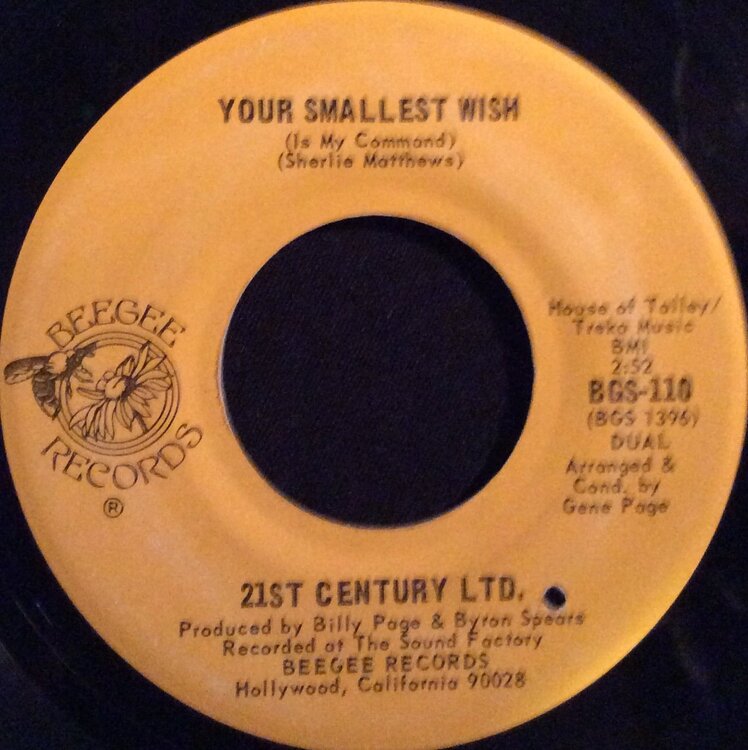 YOUR SMALLEST WISH
(Is My Command)
(Sherlie Matthews)
BEEGEE
RECORDS
®
House of Talley/
Treko Music
BMI
2:52
BGS-110
(BGS 1396)
DUAL
Arranged &
Cond. by
Gene Page
21ST CENTURY LTD.
Produced by Billy Page & Byron Spears
Recorded at The Sound Factory
BEEGEE RECORDS
Hollywood, California 90028